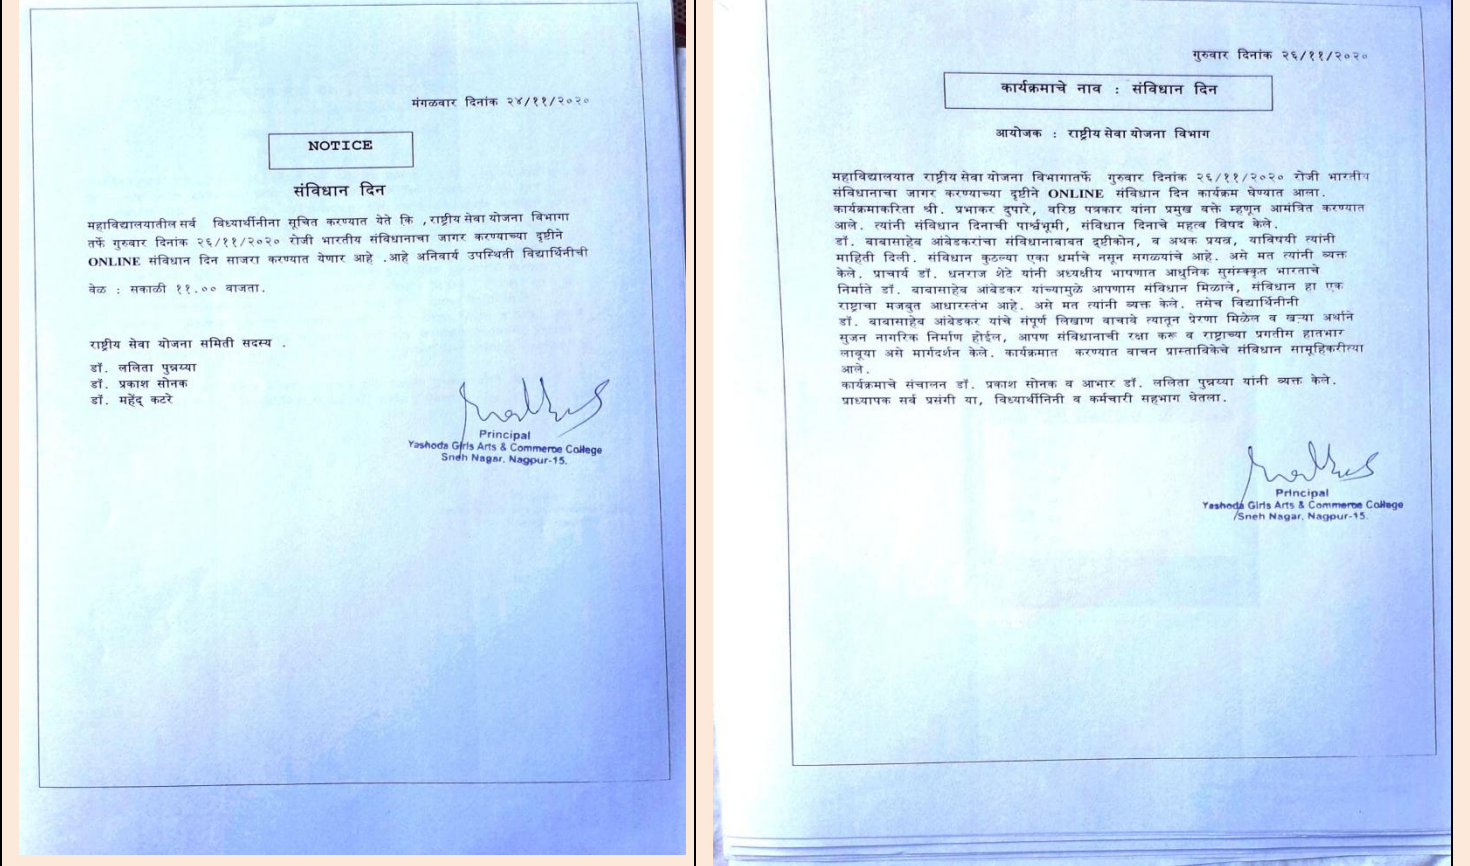 मंगळवार दिनांक २४/११/२०२०
NOTICE
संविधान दिन
महाविद्यालयातील सर्व विध्यार्थीनीना सूचित करण्यात येते कि ,राष्ट्रीय सेवा योजना विभागा
तर्फे गुरुवार दिनांक २६/११/२०२० रोजी भारतीय संविधानाचा जागर करण्याच्या दृष्टीने
ONLINE संविधान दिन साजरा करण्यात येणार आहे .आहे अनिवार्य उपस्थिती विद्यार्थिनीची
वेळ : सकाळी ११.०० वाजता.
राष्ट्रीय सेवा योजना समिती सदस्य .
डॉ. ललिता पुन्नय्या
डॉ. प्रकाश सोनक
डॉ. महेंद् कटरे
Principal
Yashoda Girls Arts & Commerce College
Sneh Nagar, Nagpur-15.
गुरुवार दिनांक २६/११/२०२०
कार्यक्रमाचे नाव : संविधान दिन
आयोजक : राष्ट्रीय सेवा योजना विभाग
महाविद्यालयात राष्ट्रीय सेवा योजना विभागातर्फे गुरुवार दिनांक २६/११/२०२० रोजी भारतीय
संविधानाचा जागर करण्याच्या दृष्टीने ONLINE संविधान दिन कार्यक्रम घेण्यात आला.
कार्यक्रमाकरिता श्री. प्रभाकर दुपारे, वरिष्ठ पत्रकार यांना प्रमुख वक्ते म्हणून आमंत्रित करण्यात
आले. त्यांनी संविधान दिनाची पार्श्वभूमी, संविधान दिनाचे महत्व विषद केले.
डॉ. बाबासाहेब आंबेडकरांचा संविधानाबाबत दृष्टीकोन, व अथक प्रयत्न, याविषयी त्यांनी
माहिती दिली. संविधान कुठल्या एका धर्माचे नसून सगळ्यांचे आहे. असे मत त्यांनी व्यक्त
केले. प्राचार्य डॉ. धनराज शेटे यांनी अध्यक्षीय भाषणात आधुनिक सुसंस्क्कृत भारताचे
निर्माते डॉ. बाबासाहेब आंबेडकर यांच्यामुळे आपणास संविधान मिळाले, संविधान हा एक
राष्ट्राचा मजबुत आधारस्तंभ आहे. असे मत त्यांनी व्यक्त केले. तसेच विद्यार्थिनीनी
डॉ. बाबासाहेब आंबेडकर यांचे संपूर्ण लिखाण वाचावे त्यातून प्रेरणा मिळेल व खऱ्या अर्थाने
सुजन नागरिक निर्माण होईल, आपण संविधानाची रक्षा करू व राष्ट्राच्या प्रगतीस हातभार
लावूया असे मार्गदर्शन केले. कार्यक्रमात करण्यात वाचन प्रास्ताविकेचे संविधान सामूहिकरीत्या
आले.
कार्यक्रमाचे संचालन डॉ. प्रकाश सोनक व आभार डॉ. ललिता पुन्नय्या यांनी व्यक्त केले.
प्राध्यापक सर्व प्रसंगी या, विध्यार्थीनिनी व कर्मचारी सहभाग घेतला.
Principal
Yashoda Girls Arts & Commerce College
Sneh Nagar, Nagpur-15.